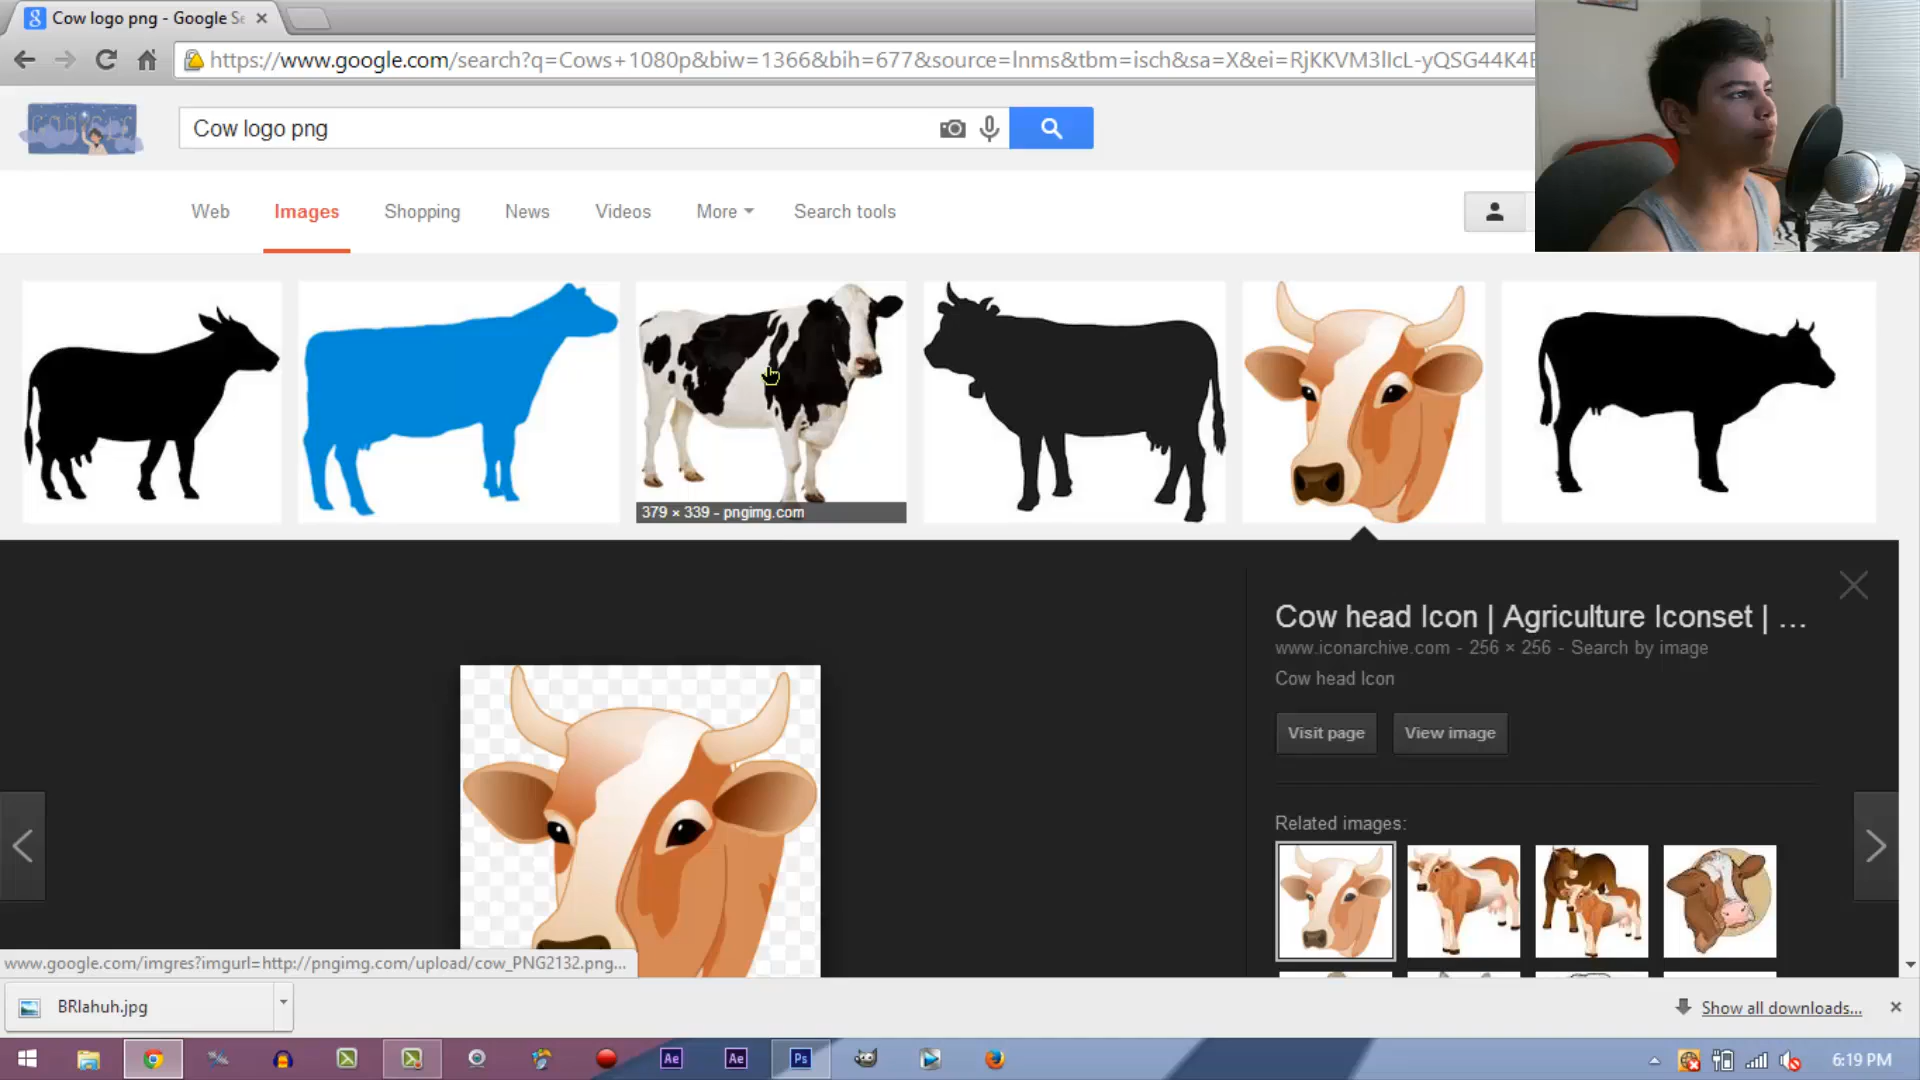 Cow logo png - Google Se
https://www.google.com/search?q=Cows+1080p&biw=1366&bih=677&source=lnms&tbm=isch&sa=X&ei=RjKKVM3lIcL-yQSG44K4
Cow logo png
Web
Images
Shopping
News
Videos
More
Search tools
379 × 339 - pngimg.com
Cow head Icon | Agriculture Iconset | ...
www.iconarchive.com - 256 × 256 - Search by image
Cow head Icon
Visit page
View image
Related images:
www.google.com/imgres?imgurl=http://pngimg.com/upload/cow_PNG2132.png...
BRlahuh.jpg
Show all downloads...
Ae
Ae
Ps
6:19 PM